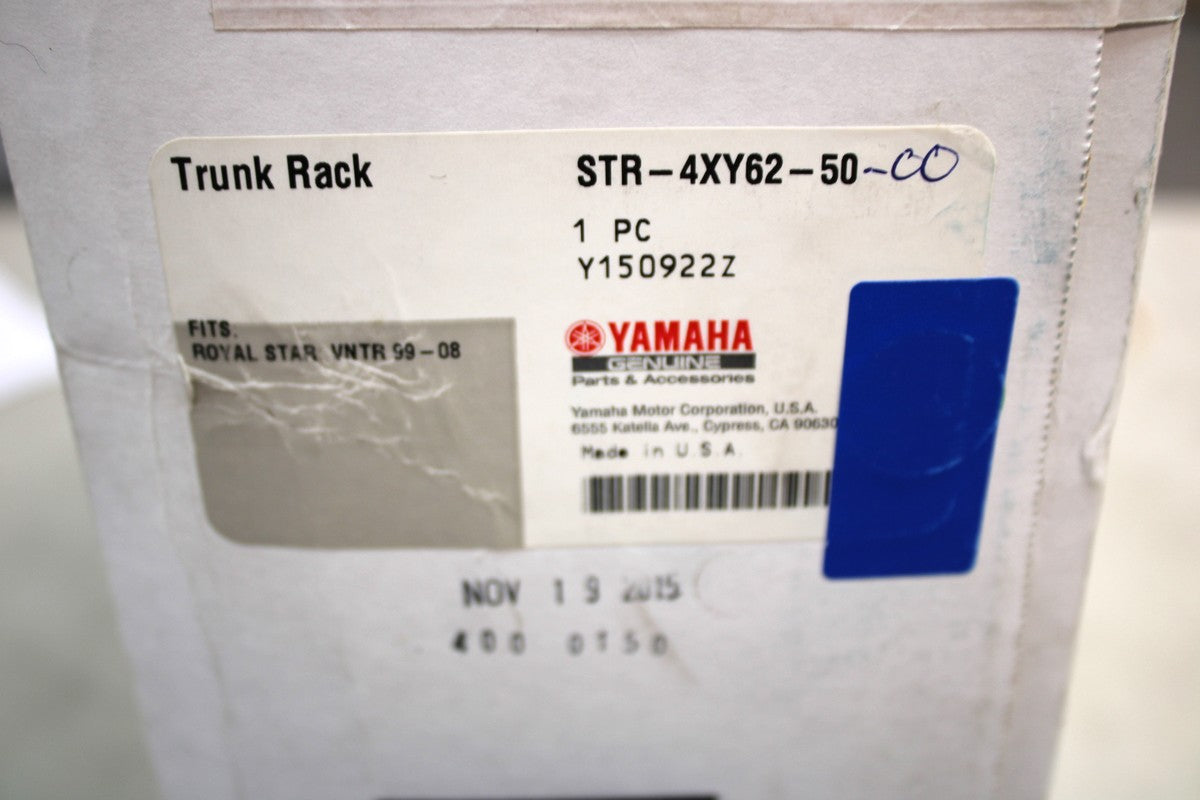 Trunk Rack
STR-4XY62-50-00
1 PC
Y150922Z
FITS:
ROYAL STAR VNTR 99-08
YAMAHA
GENUINE
Parts & Accessories
Yamaha Motor Corporation, U.S.A.
6555 Katella Ave., Cypress, CA 90630
Made in U.S.A.
NOV 19 2015
400 0150